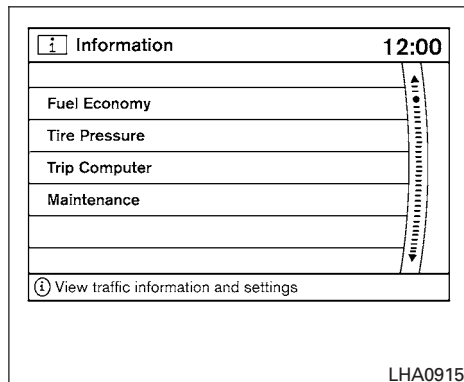 i Information 12:00
Fuel Economy
Tire Pressure
Trip Computer
Maintenance
i View traffic information and settings
LHA0915